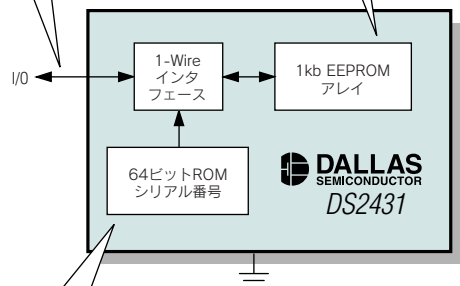 I/O
1-Wire
インタ
フェース
1kb EEPROM
アレイ
64ビットROM
シリアル番号
DALLAS
SEMICONDUCTOR
DS2431